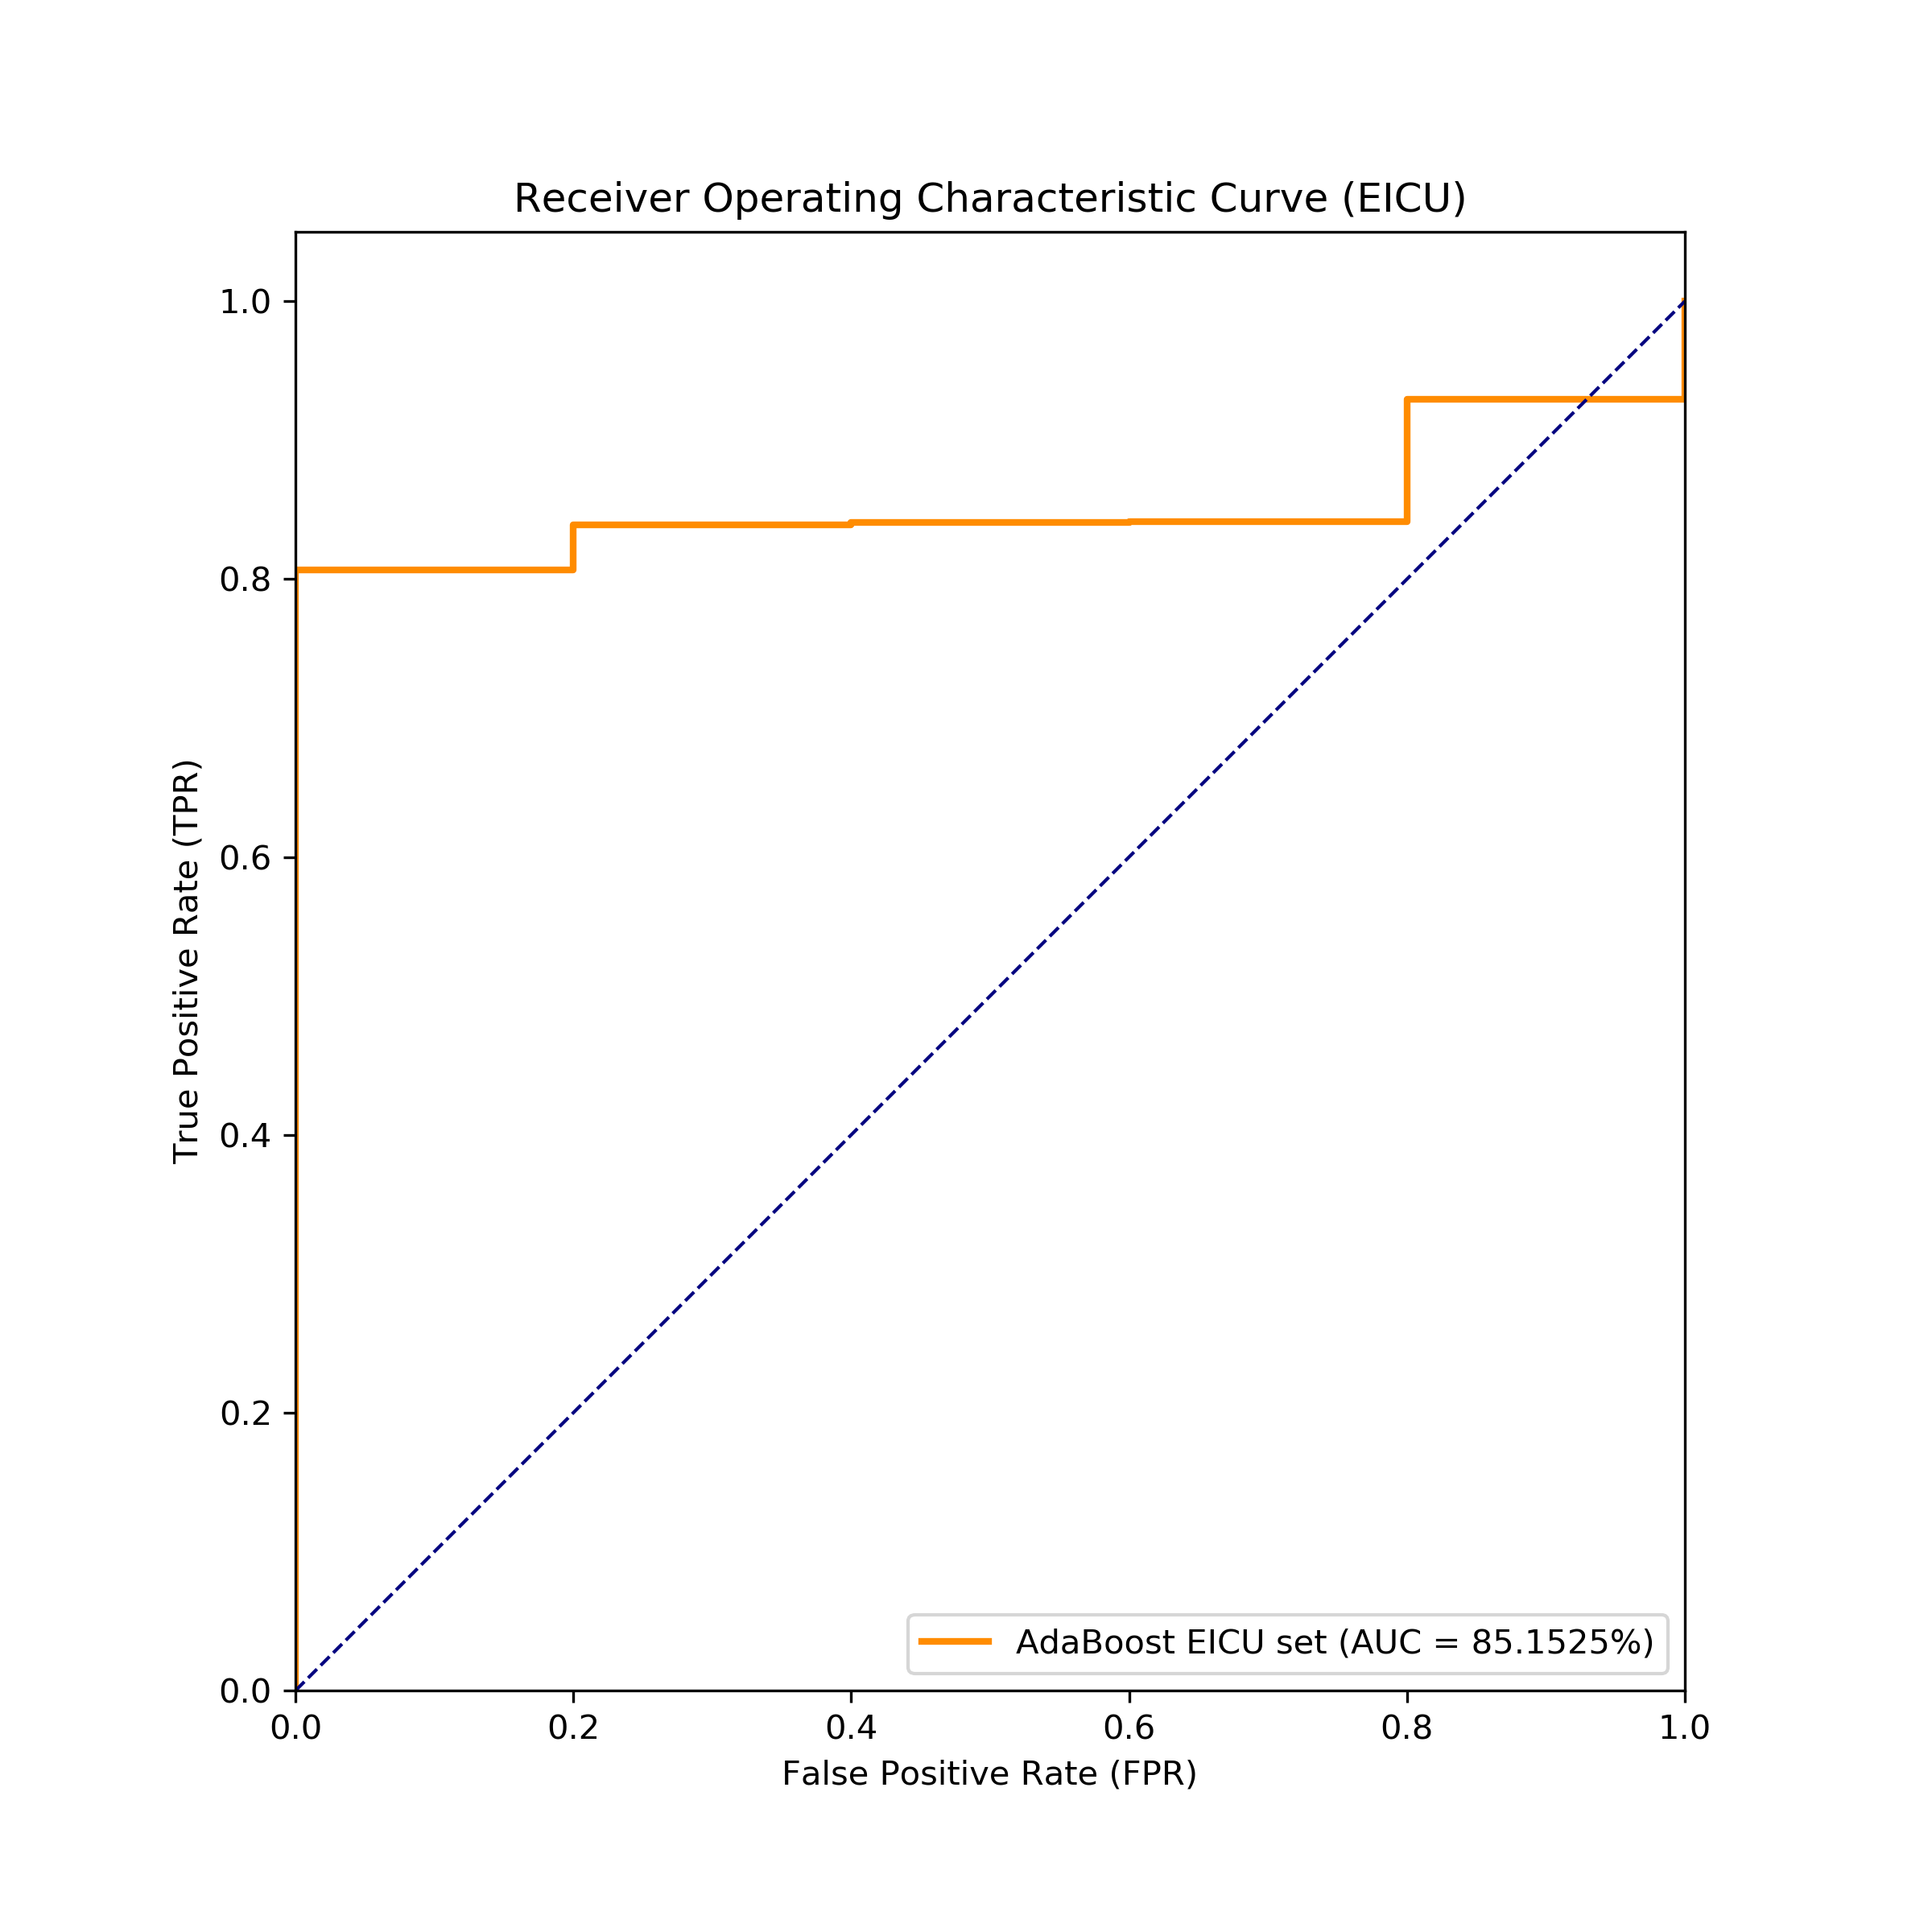 Receiver Operating Characteristic Curve (EICU)
1.0
0.8
0.6
0.4
0.2
0.0
True Positive Rate (TPR)
AdaBoost EICU set (AUC = 85.1525%)
0.0 0.2 0.4 0.6 0.8 1.0
False Positive Rate (FPR)